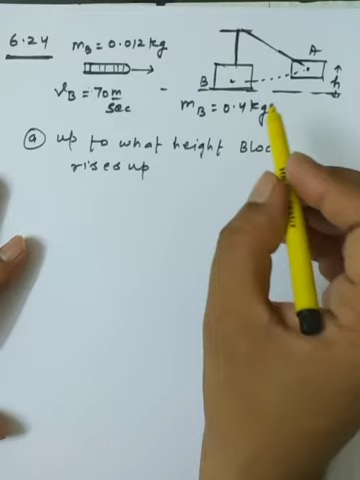 6.24 m_B = 0.012 kg
v_B = 70 m/sec
A
B
h
m_B = 0.4 kg
ⓐ up to what height Bloc
rises up